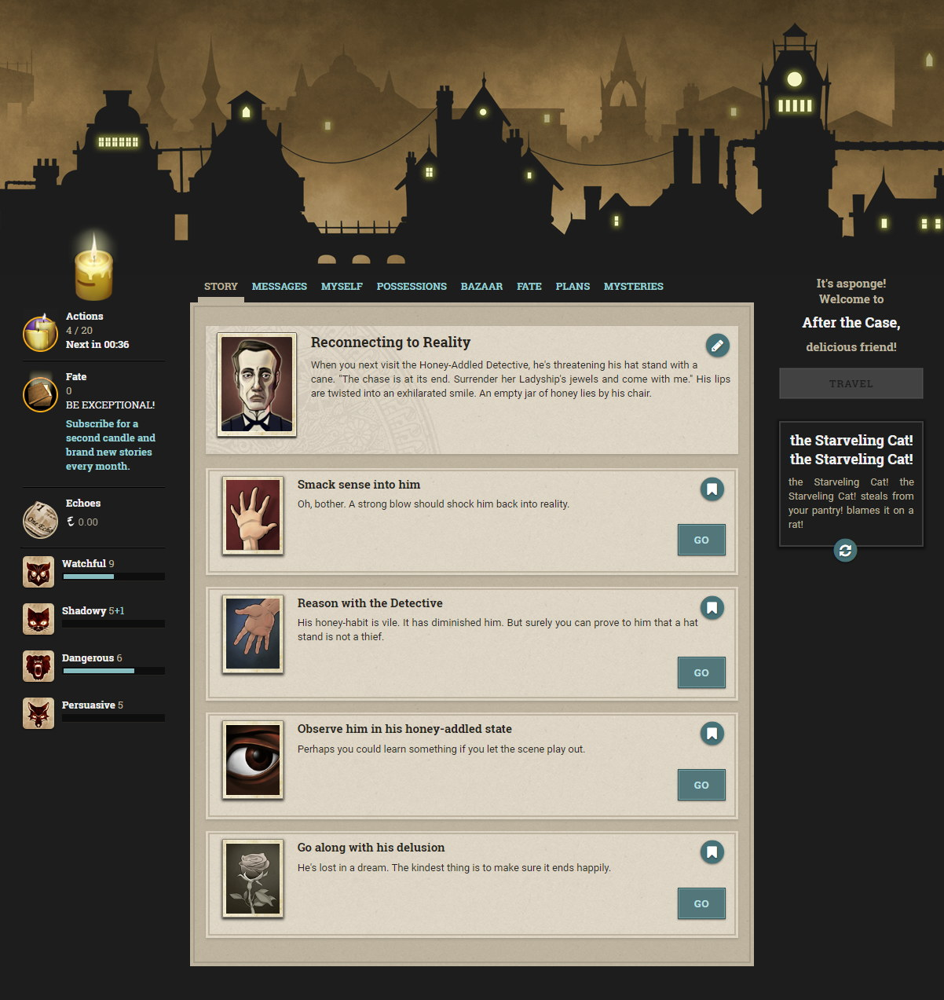 STORY MESSAGES MYSELF POSSESSIONS BAZAAR FATE PLANS MYSTERIES
Actions
4 / 20
Next in 00:36
Fate
0
BE EXCEPTIONAL!
Subscribe for a
second candle and
brand new stories
every month.
Echoes
0.00
Watchful 9
Shadowy 5+1
Dangerous 6
Persuasive 5
Reconnecting to Reality
When you next visit the Honey-Addled Detective, he's threatening his hat stand with a
cane. "The chase is at its end. Surrender her Ladyship's jewels and come with me." His lips
are twisted into an exhilarated smile. An empty jar of honey lies by his chair.
Smack sense into him
Oh, bother. A strong blow should shock him back into reality.
GO
Reason with the Detective
His honey-habit is vile. It has diminished him. But surely you can prove to him that a hat
stand is not a thief.
GO
Observe him in his honey-addled state
Perhaps you could learn something if you let the scene play out.
GO
Go along with his delusion
He's lost in a dream. The kindest thing is to make sure it ends happily.
GO
It's asponge!
Welcome to
After the Case,
delicious friend!
TRAVEL
the Starveling Cat!
the Starveling Cat!
the Starveling Cat! the
Starveling Cat! steals from
your pantry! blames it on a
rat!